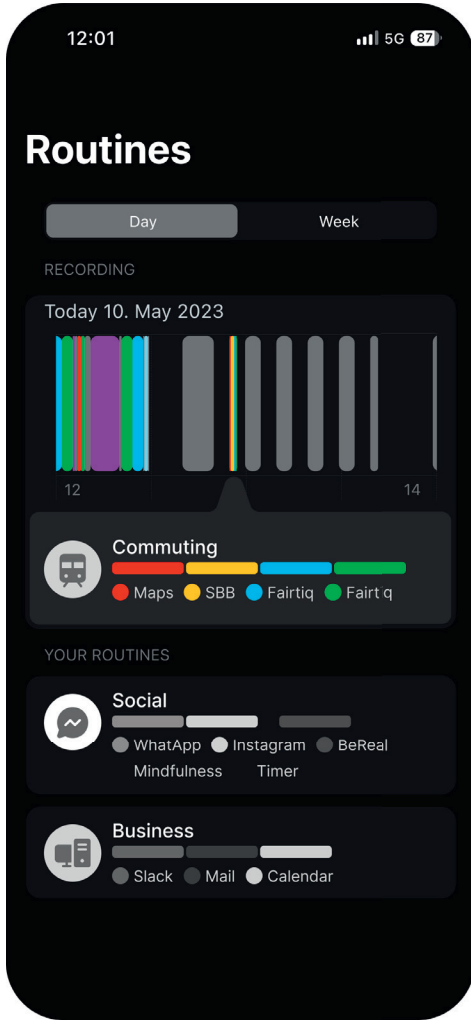 12:01 5G 87
Routines
Day Week
RECORDING
Today 10. May 2023
12 14
Commuting
Maps SBB Fairtiq Fairt q
YOUR ROUTINES
Social
WhatApp Instagram BeReal
Mindfulness Timer
Business
Slack Mail Calendar